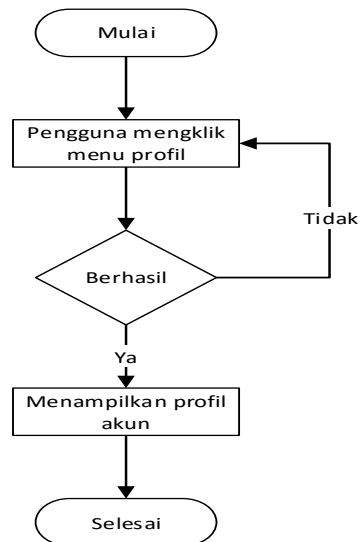 Mulai
Pengguna mengklik
menu profil
Tidak
Berhasil
Ya
Menampilkan profil
akun
Selesai